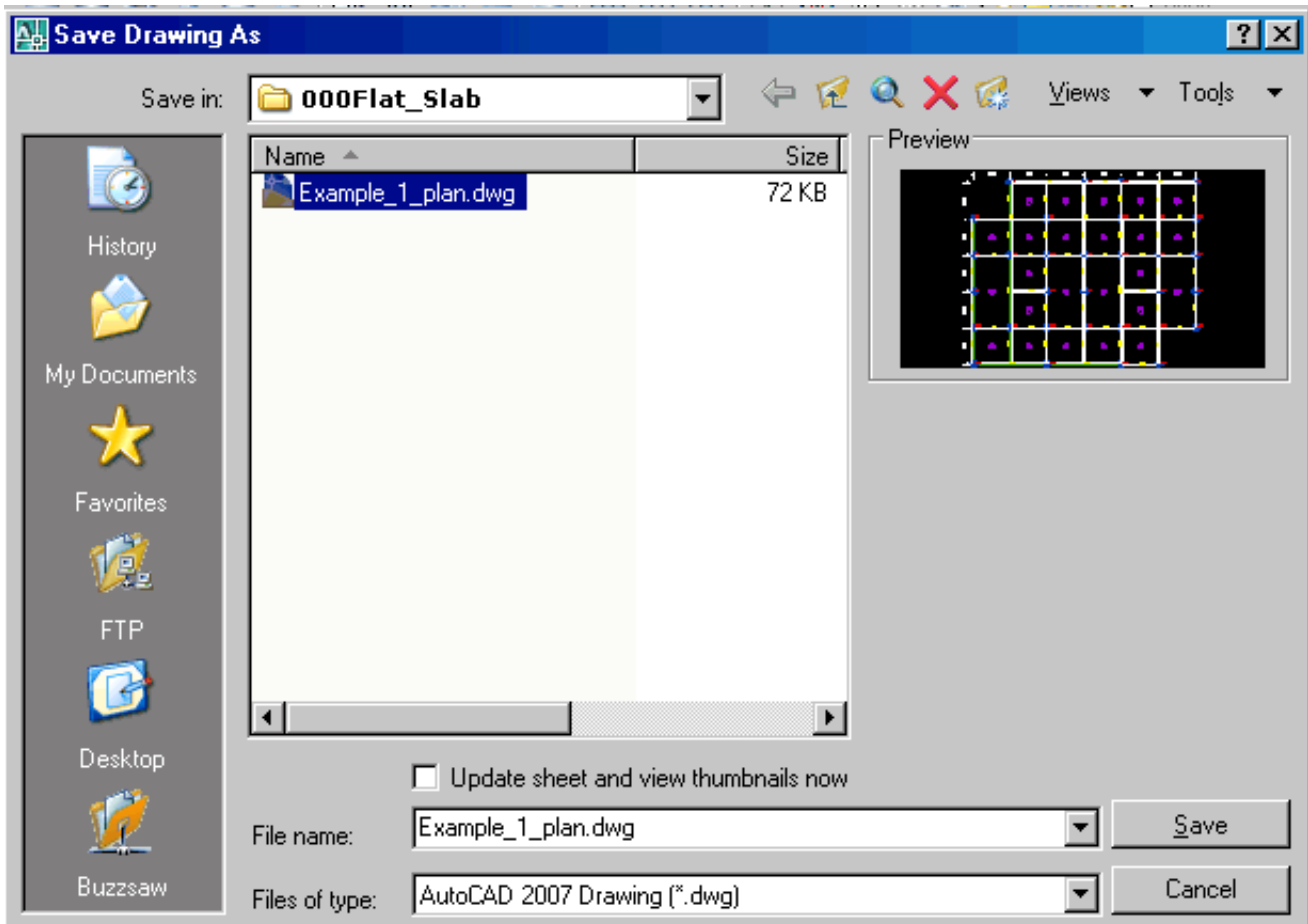 Save Drawing As
Save in:
000Flat_Slab
Views
Tools
Name
Size
Preview
Example_1_plan.dwg
72 KB
History
My Documents
Favorites
FTP
Desktop
Buzzsaw
Update sheet and view thumbnails now
File name:
Example_1_plan.dwg
Save
Files of type:
AutoCAD 2007 Drawing (*.dwg)
Cancel